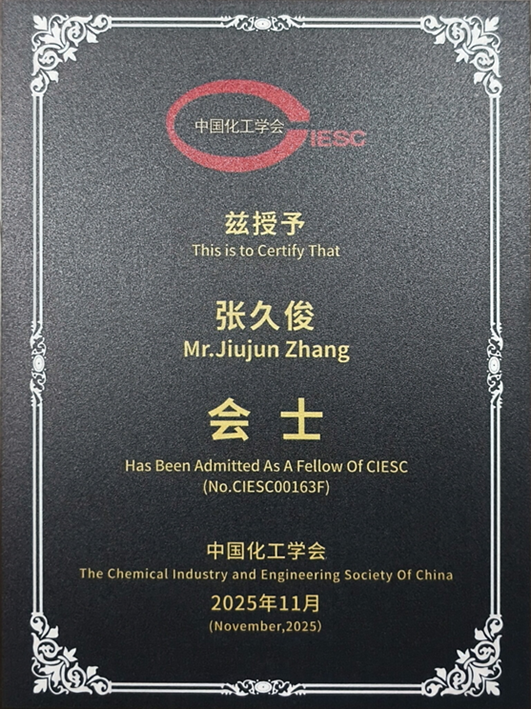 中国化工学会
CIESC
兹授予
This is to Certify That
张久俊
Mr.Jiujun Zhang
会 士
Has Been Admitted As A Fellow Of CIESC
(No.CIESC00163F)
中国化工学会
The Chemical Industry and Engineering Society Of China
2025年11月
(November,2025)